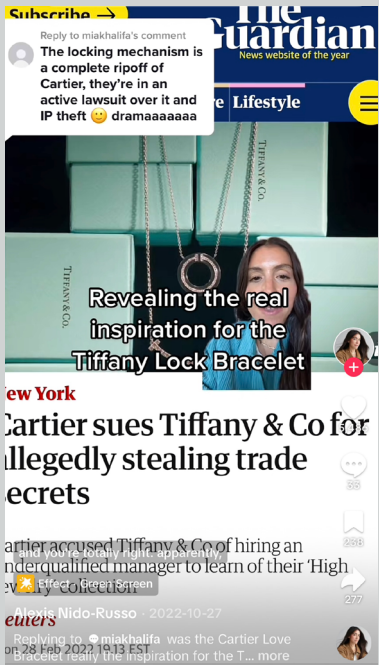 Subscribe →
The
Guardian
News website of the year
Lifestyle
Reply to miakhalifa's comment
The locking mechanism is
a complete ripoff of
Cartier, they're in an
active lawsuit over it and
IP theft 🙂 dramaaaaaaa
TIFFANY & CO.
TIFFANY & CO.
Revealing the real
inspiration for the
Tiffany Lock Bracelet
New York
Cartier sues Tiffany & Co for
allegedly stealing trade
secrets
Cartier accused Tiffany & Co of hiring an
underqualified manager to learn of their 'High
and you're totally right. apparently,
Effect · Green Screen
collection
55
277
Alexis Nido-Russo · 2022-10-27
Reuters
Replying to miakhalifa was the Cartier Love
Bracelet really the inspiration for the T... more
on 28 Feb 2022 19.13 EST